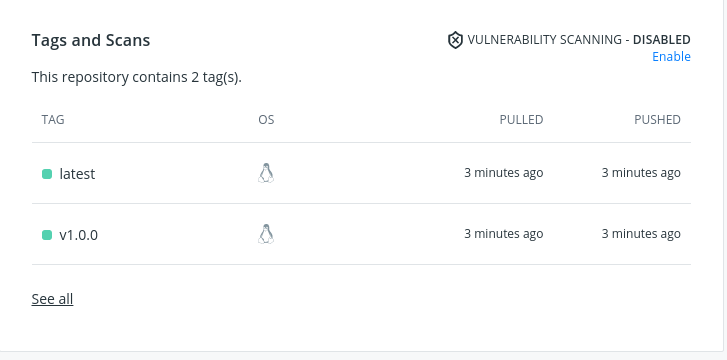 Tags and Scans
VULNERABILITY SCANNING - DISABLED
Enable
This repository contains 2 tag(s).
TAG OS PULLED PUSHED
latest 3 minutes ago 3 minutes ago
v1.0.0 3 minutes ago 3 minutes ago
See all